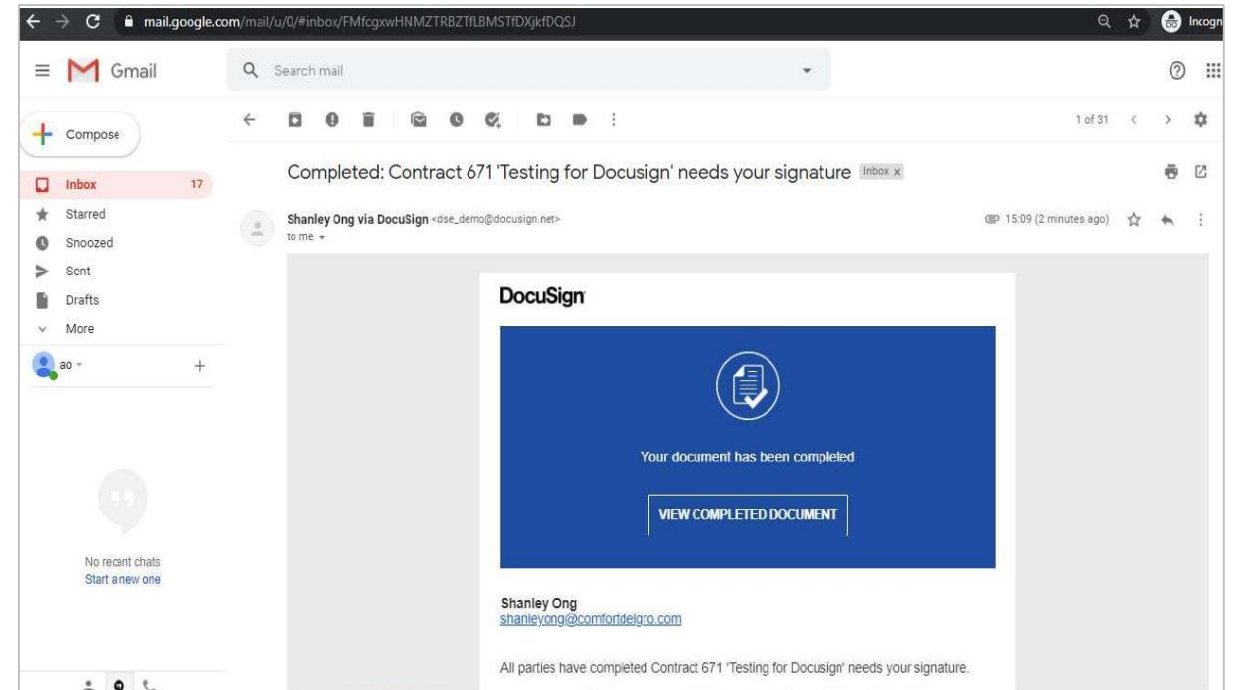 mail.google.com/mail/u/0/#inbox/FMfcgxwHNMZTRBZTfLBMSTfDXjkfDQSJ
Incogn
Gmail
Search mail
Compose
1 of 31
Completed: Contract 671 'Testing for Docusign' needs your signature Inbox x
Inbox 17
Starred
Snoozed
Sent
Drafts
More
Shanley Ong via DocuSign <dse_demo@docusign.net>
15:09 (2 minutes ago)
to me
ao
DocuSign
Your document has been completed
VIEW COMPLETED DOCUMENT
No recent chats
Start a new one
Shanley Ong
shanleyong@comfortdelgro.com
All parties have completed Contract 671 'Testing for Docusign' needs your signature.